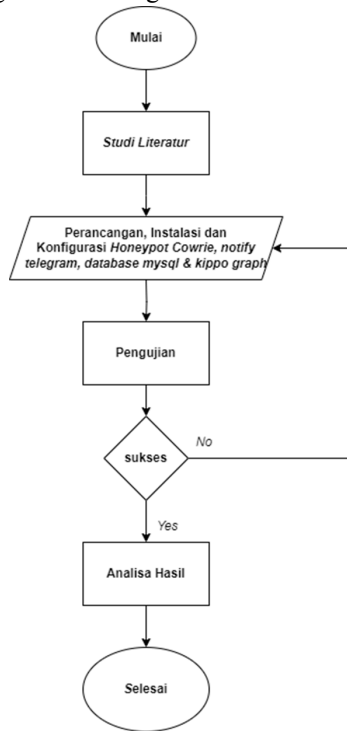 Mulai
Studi Literatur
Perancangan, Instalasi dan
Konfigurasi Honeypot Cowrie, notify
telegram, database mysql & kippo graph
Pengujian
sukses
No
Yes
Analisa Hasil
Selesai